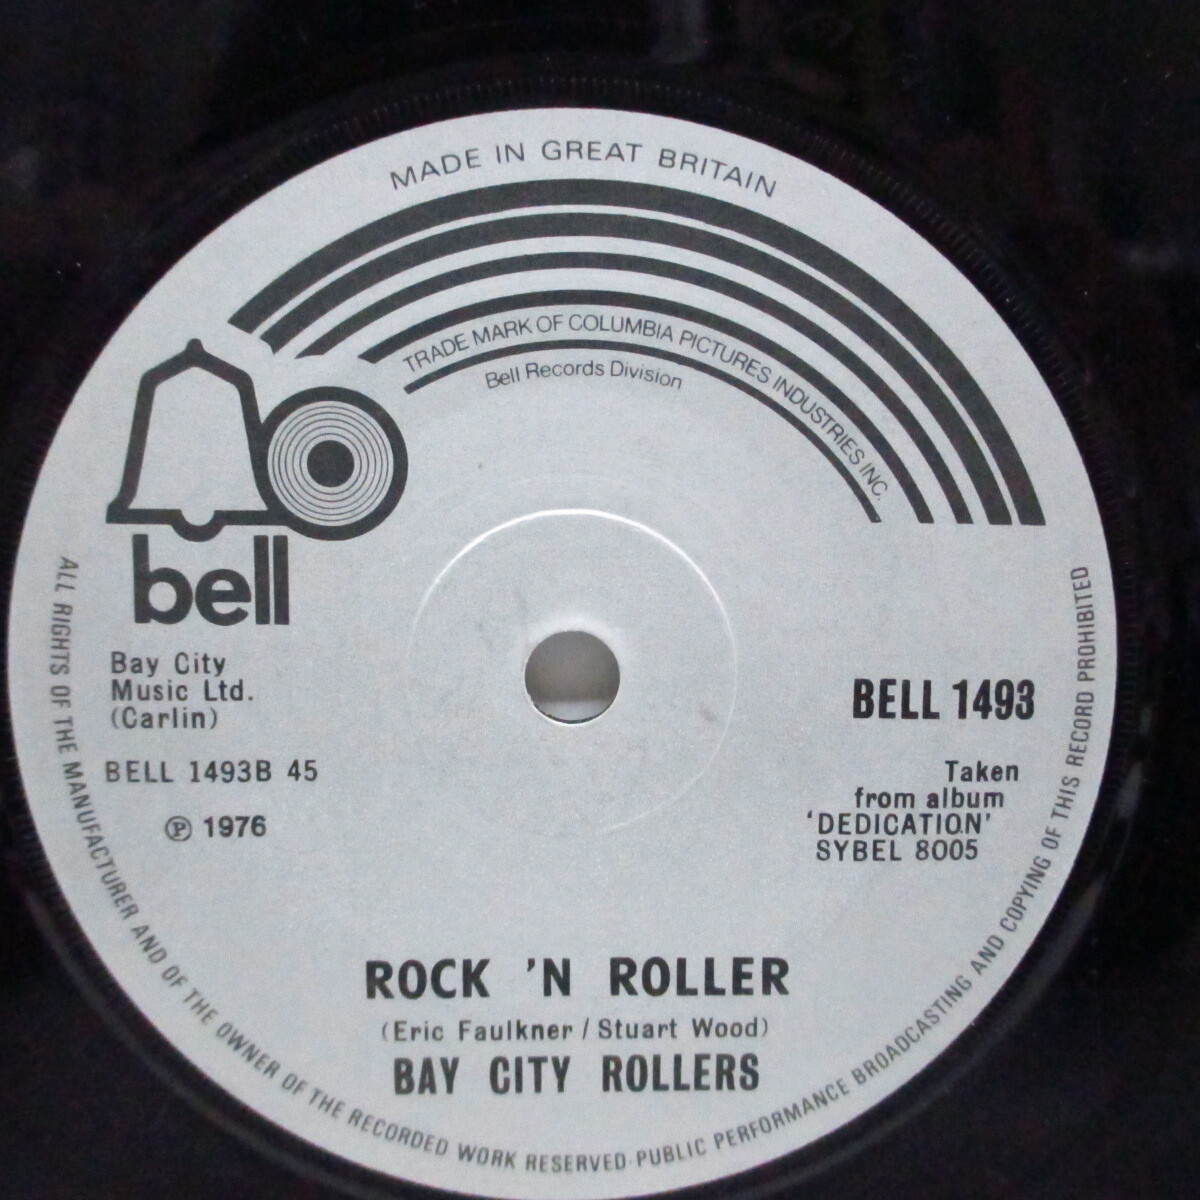 MADE IN GREAT BRITAIN
TRADE MARK OF COLUMBIA PICTURES INDUSTRIES INC.
Bell Records Division
bell
Bay City
Music Ltd.
(Carlin)
BELL 1493B 45
℗ 1976
BELL 1493
Taken
from album
'DEDICATION'
SYBEL 8005
ROCK 'N ROLLER
(Eric Faulkner / Stuart Wood)
BAY CITY ROLLERS
ALL RIGHTS OF THE MANUFACTURER AND OF THE OWNER OF THE RECORDED WORK RESERVED·PUBLIC PERFORMANCE BROADCASTING AND COPYING OF THIS RECORD PROHIBITED